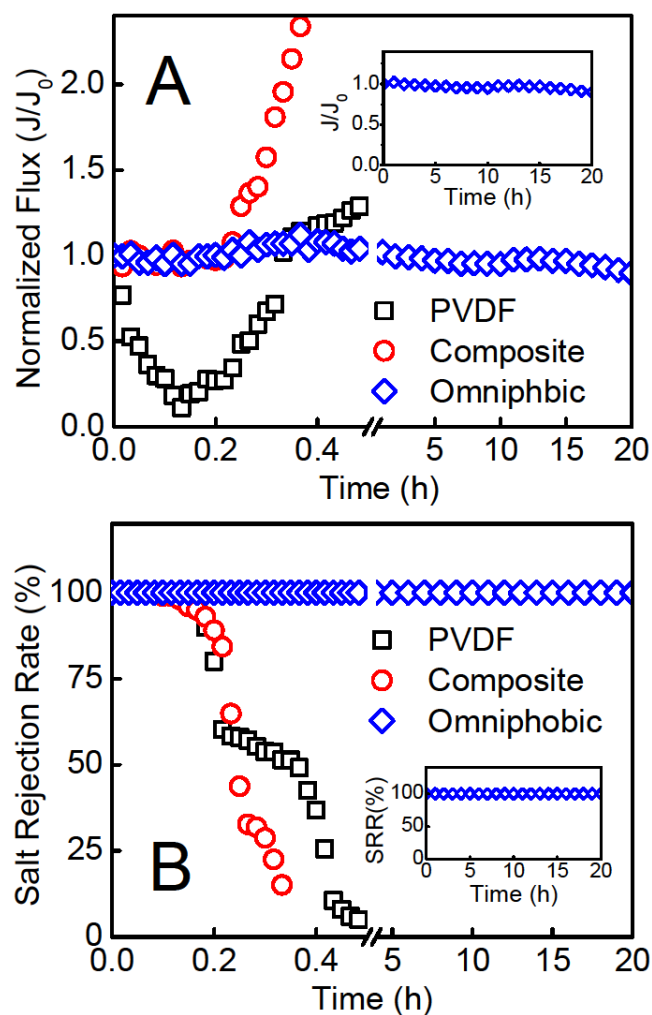 A
Normalized Flux (J/J0)
2.0
1.5
1.0
0.5
0.0
J/J0
1.0
0.5
0.0
0 5 10 15 20
Time (h)
PVDF
Composite
Omniphbic
0.0 0.2 0.4 5 10 15 20
Time (h)
B
Salt Rejection Rate (%)
100
75
50
25
0
PVDF
Composite
Omniphobic
SRR(%)
100
50
0
0 5 10 15 20
Time (h)
0.0 0.2 0.4 5 10 15 20
Time (h)